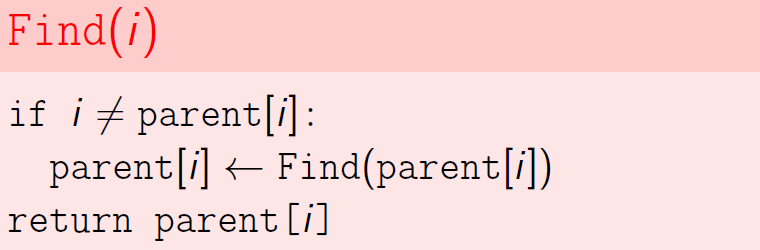 Find(i)
if i ≠ parent[i]:
parent[i] ← Find(parent[i])
return parent[i]